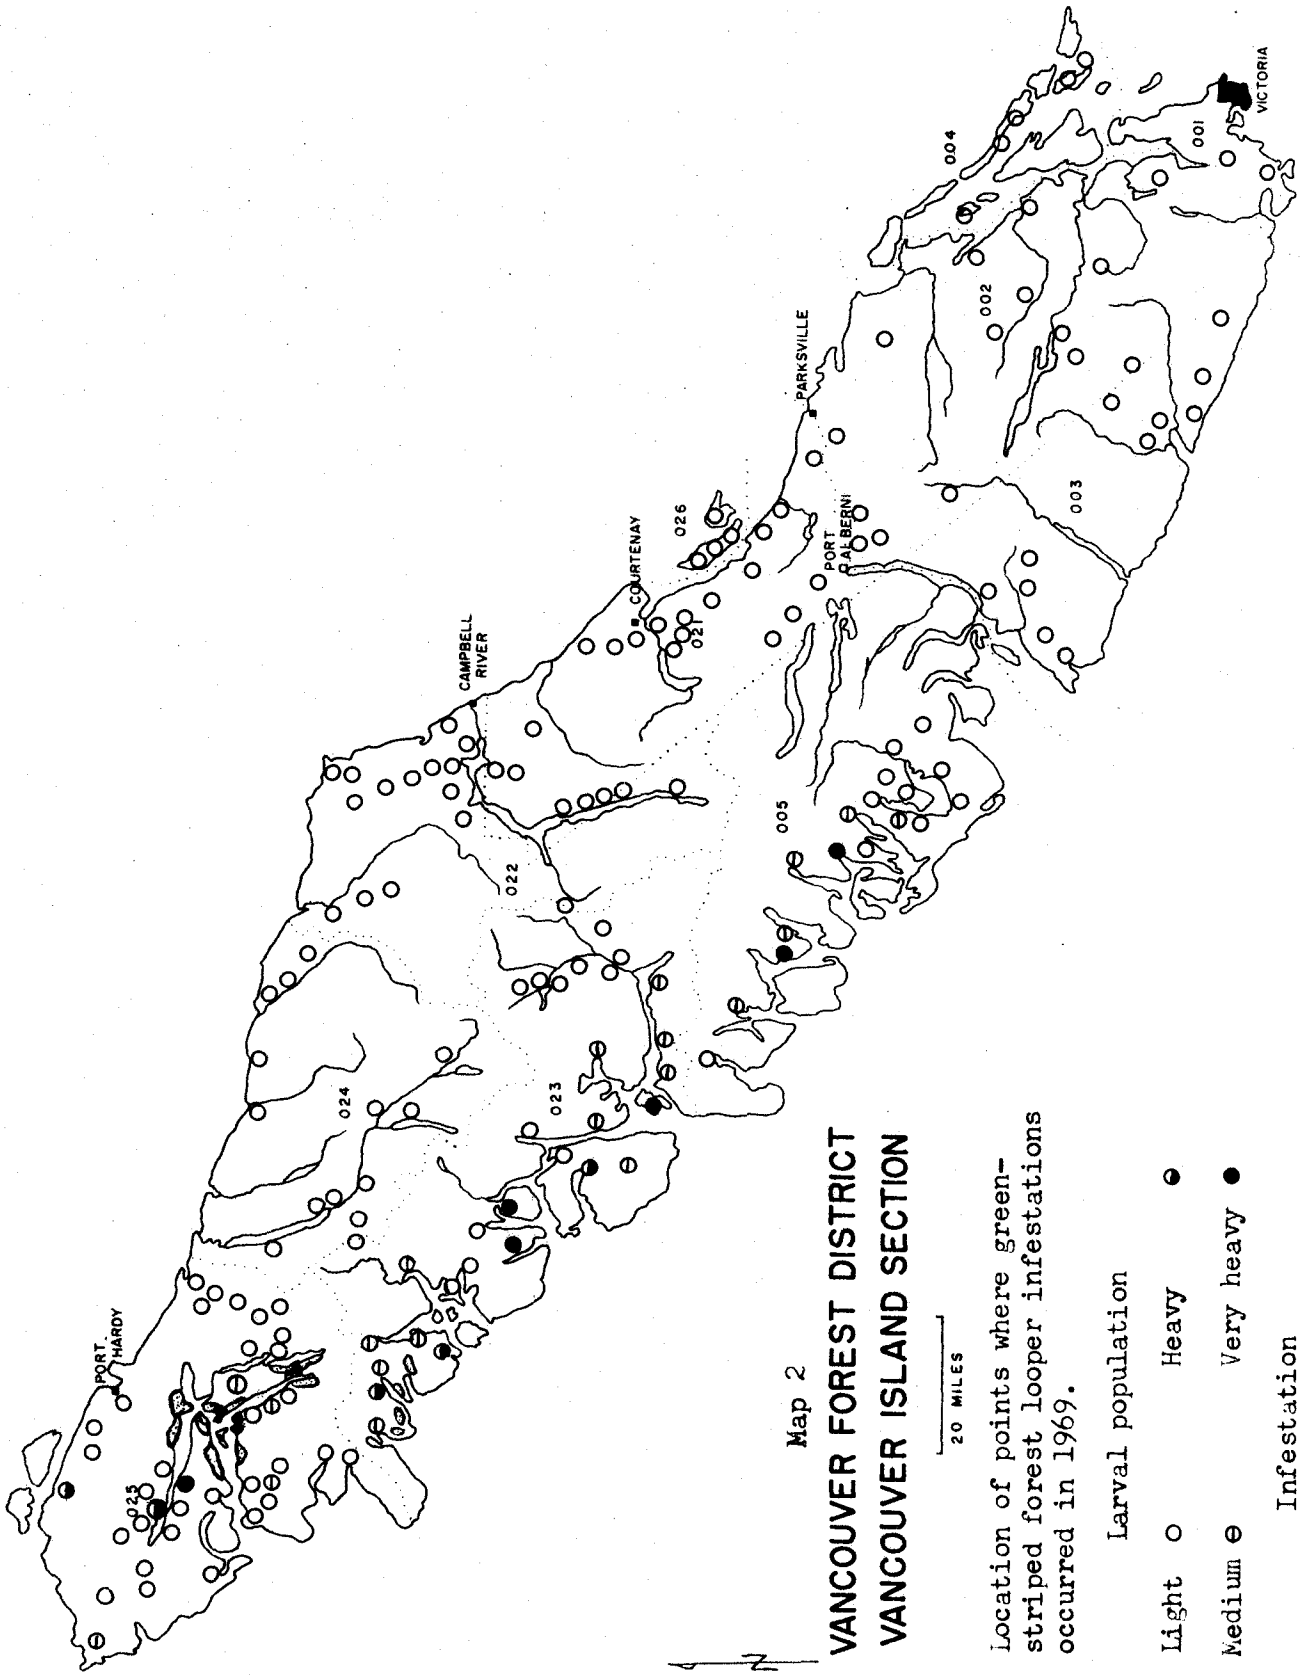 PORT
HARDY
025
024
CAMPBELL
RIVER
022
COURTENAY
021
026
023
PARKSVILLE
PORT
ALBERNI
005
004
002
003
001
VICTORIA
N
Map 2
VANCOUVER FOREST DISTRICT
VANCOUVER ISLAND SECTION
20 MILES
Location of points where green-
striped forest looper infestations
occurred in 1969.
Larval population
Light Heavy
Medium Very heavy
Infestation